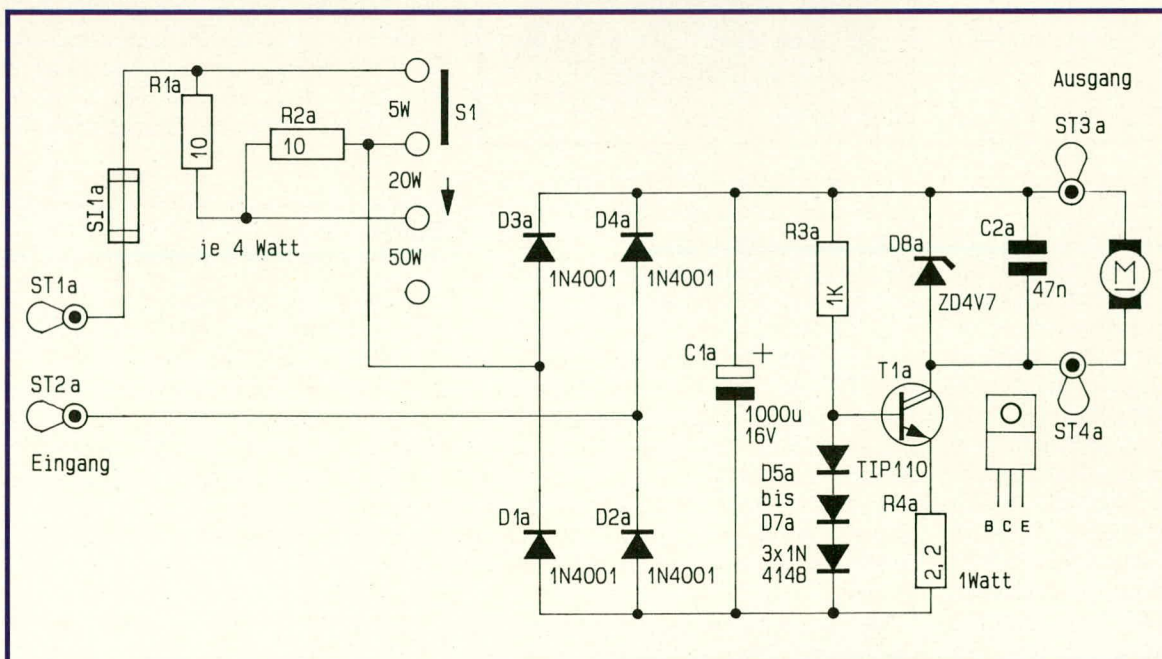 R1a
10
R2a
10
5W
S1
20W
50W
SI1a
je 4 Watt
ST1a
ST2a
Eingang
D3a
1N4001
D4a
1N4001
D1a
1N4001
D2a
1N4001
C1a
+
1000u
16V
R3a
1K
D5a
bis
D7a
3x1N
4148
D8a
ZD4V7
T1a
TIP110
R4a
2,2
1Watt
C2a
47n
Ausgang
ST3a
M
ST4a
B C E